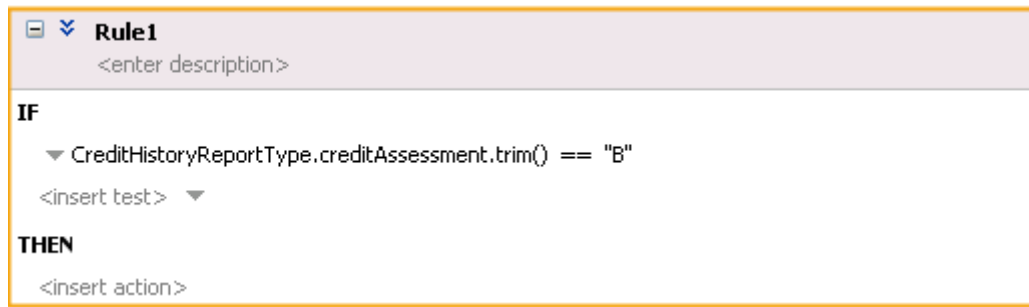 Rule1
<enter description>
IF
CreditHistoryReportType.creditAssessment.trim() == "B"
<insert test>
THEN
<insert action>